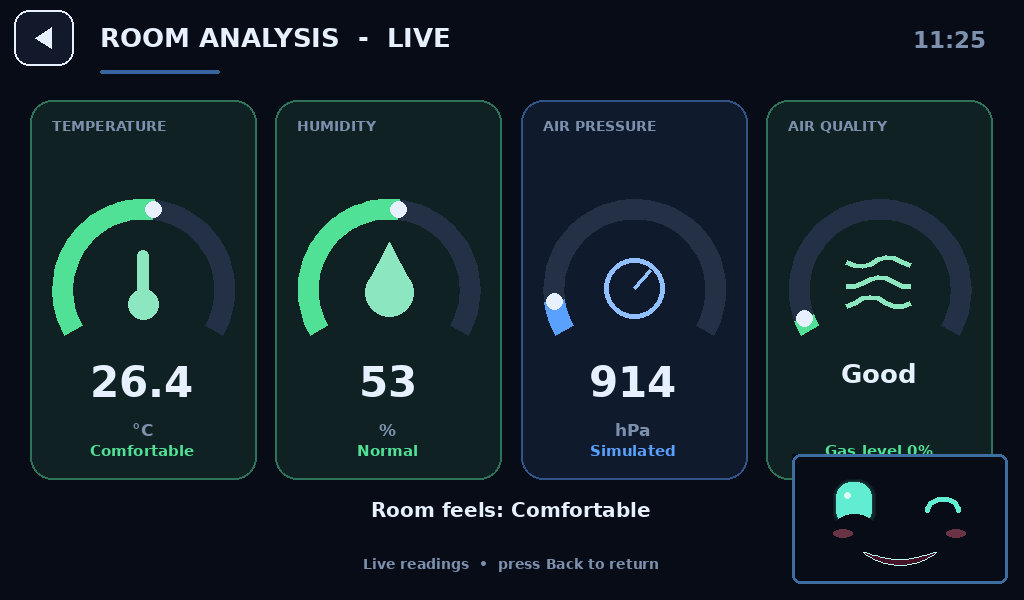 ROOM ANALYSIS - LIVE
11:25
TEMPERATURE
26.4
°C
Comfortable
HUMIDITY
53
%
Normal
AIR PRESSURE
914
hPa
Simulated
AIR QUALITY
Good
Gas level 0%
Room feels: Comfortable
Live readings • press Back to return